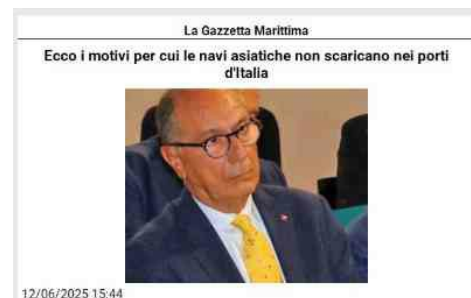 La Gazzetta Marittima
Ecco i motivi per cui le navi asiatiche non scaricano nei porti
d'Italia
12/06/2025 15:44